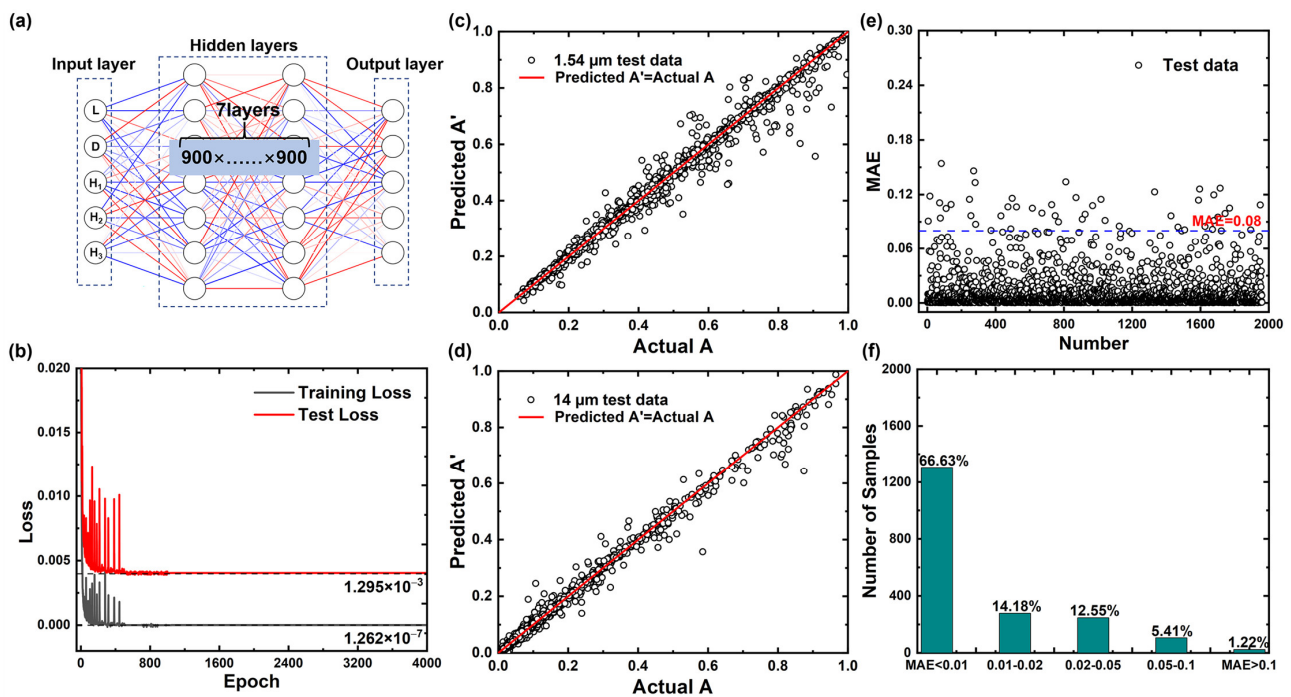 (a)
Hidden layers
Input layer
Output layer
7layers
900×......×900
L
D
H1
H2
H3
(b)
0.020
0.015
0.010
0.005
0.000
Loss
Training Loss
Test Loss
1.295×10⁻³
1.262×10⁻⁷
0 800 1600 2400 3200 4000
Epoch
(c)
1.0
0.8
0.6
0.4
0.2
0.0
Predicted A'
1.54 μm test data
Predicted A'=Actual A
0.0 0.2 0.4 0.6 0.8 1.0
Actual A
(d)
1.0
0.8
0.6
0.4
0.2
0.0
Predicted A'
14 μm test data
Predicted A'=Actual A
0.0 0.2 0.4 0.6 0.8 1.0
Actual A
(e)
0.30
0.24
0.18
0.12
0.06
0.00
MAE
Test data
MAE=0.08
0 400 800 1200 1600 2000
Number
(f)
2000
1600
1200
800
400
0
Number of Samples
66.63%
14.18%
12.55%
5.41%
1.22%
MAE<0.01 0.01-0.02 0.02-0.05 0.05-0.1 MAE>0.1